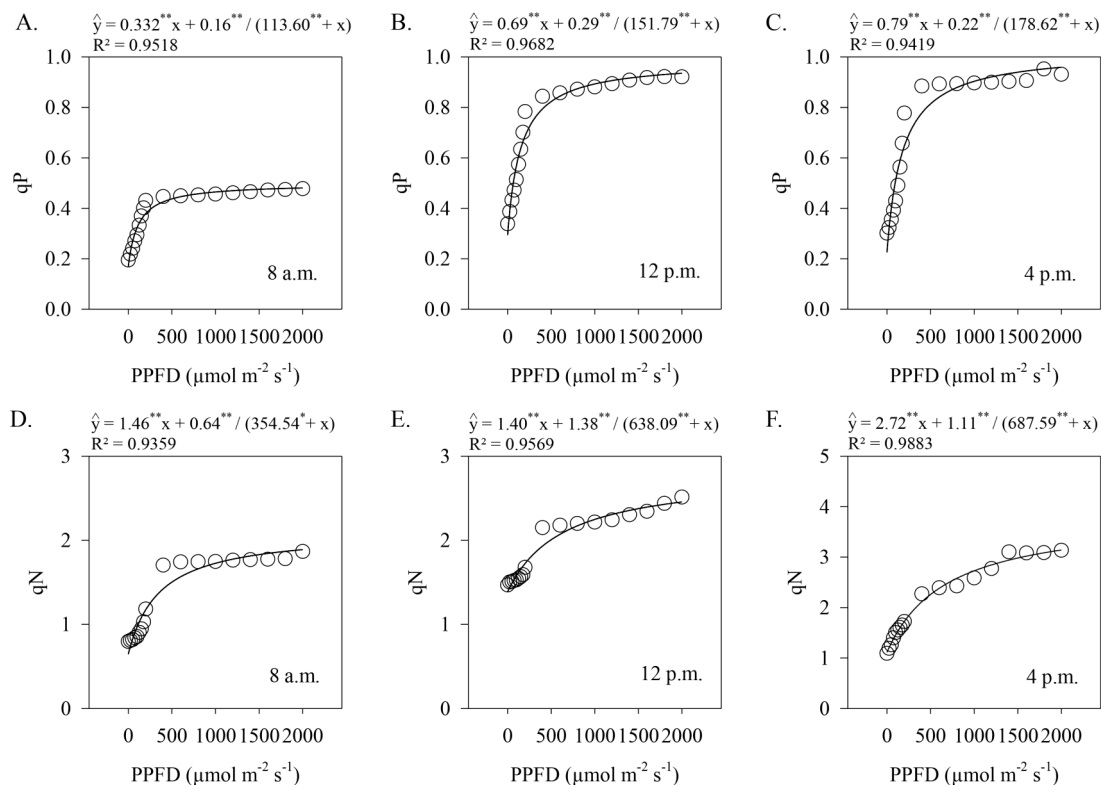 A.
ŷ = 0.332**x + 0.16** / (113.60**+ x)
R² = 0.9518
1.0
0.8
0.6
0.4
0.2
0.0
qP
8 a.m.
0 500 1000 1500 2000
PPFD (µmol m⁻² s⁻¹)
B.
ŷ = 0.69**x + 0.29** / (151.79**+ x)
R² = 0.9682
1.0
0.8
0.6
0.4
0.2
0.0
qP
12 p.m.
0 500 1000 1500 2000
PPFD (µmol m⁻² s⁻¹)
C.
ŷ = 0.79**x + 0.22** / (178.62**+ x)
R² = 0.9419
1.0
0.8
0.6
0.4
0.2
0.0
qP
4 p.m.
0 500 1000 1500 2000
PPFD (µmol m⁻² s⁻¹)
D.
ŷ = 1.46**x + 0.64** / (354.54*+ x)
R² = 0.9359
3
2
1
0
qN
8 a.m.
0 500 1000 1500 2000
PPFD (µmol m⁻² s⁻¹)
E.
ŷ = 1.40**x + 1.38** / (638.09**+ x)
R² = 0.9569
3
2
1
0
qN
12 p.m.
0 500 1000 1500 2000
PPFD (µmol m⁻² s⁻¹)
F.
ŷ = 2.72**x + 1.11** / (687.59**+ x)
R² = 0.9883
5
4
3
2
1
0
qN
4 p.m.
0 500 1000 1500 2000
PPFD (µmol m⁻² s⁻¹)